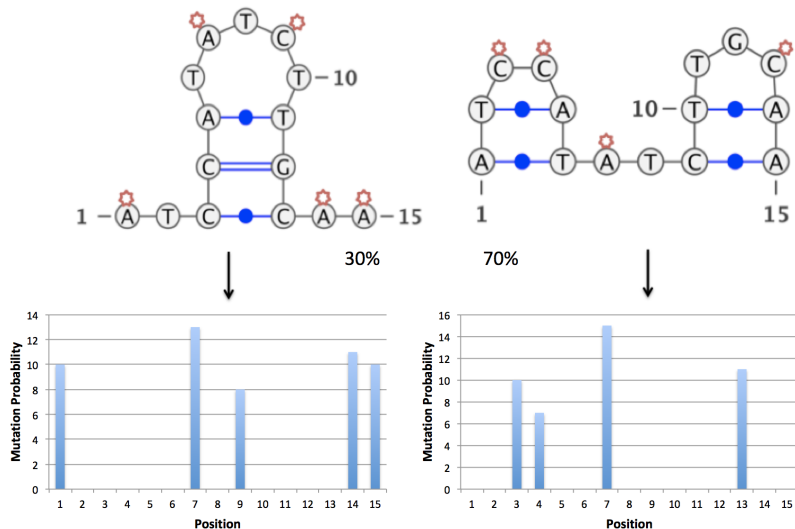 A T C
T T – 10
A T
C G
1 – A T C C A A – 15
C C
T A
A T A T C A
1
T G C
10 – T A
15
30%
70%
Mutation Probability
14
12
10
8
6
4
2
0
1 2 3 4 5 6 7 8 9 10 11 12 13 14 15
Position
Mutation Probability
16
14
12
10
8
6
4
2
0
1 2 3 4 5 6 7 8 9 10 11 12 13 14 15
Position